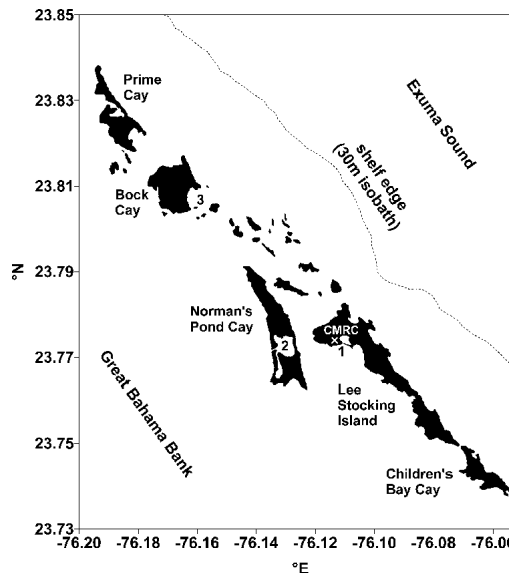 23.85
23.83
23.81
23.79
23.77
23.75
23.73
°N
Prime
Cay
Exuma Sound
shelf edge
(30m isobath)
Bock
Cay
3
Norman's
Pond Cay
CMRC
1
2
Great Bahama Bank
Lee
Stocking
Island
Children's
Bay Cay
-76.20
-76.18
-76.16
-76.14
-76.12
-76.10
-76.08
-76.06
°E